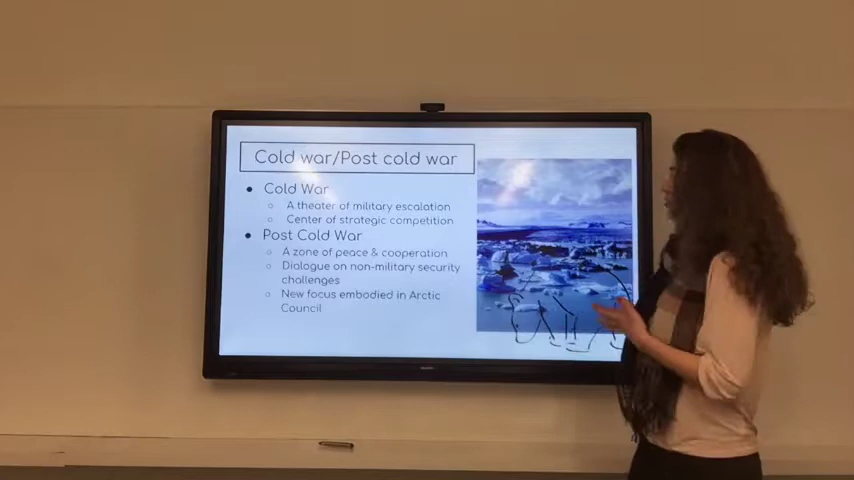 Cold war/Post cold war
● Cold War
○ A theater of military escalation
○ Center of strategic competition
● Post Cold War
○ A zone of peace & cooperation
○ Dialogue on non-military security
challenges
○ New focus embodied in Arctic
Council